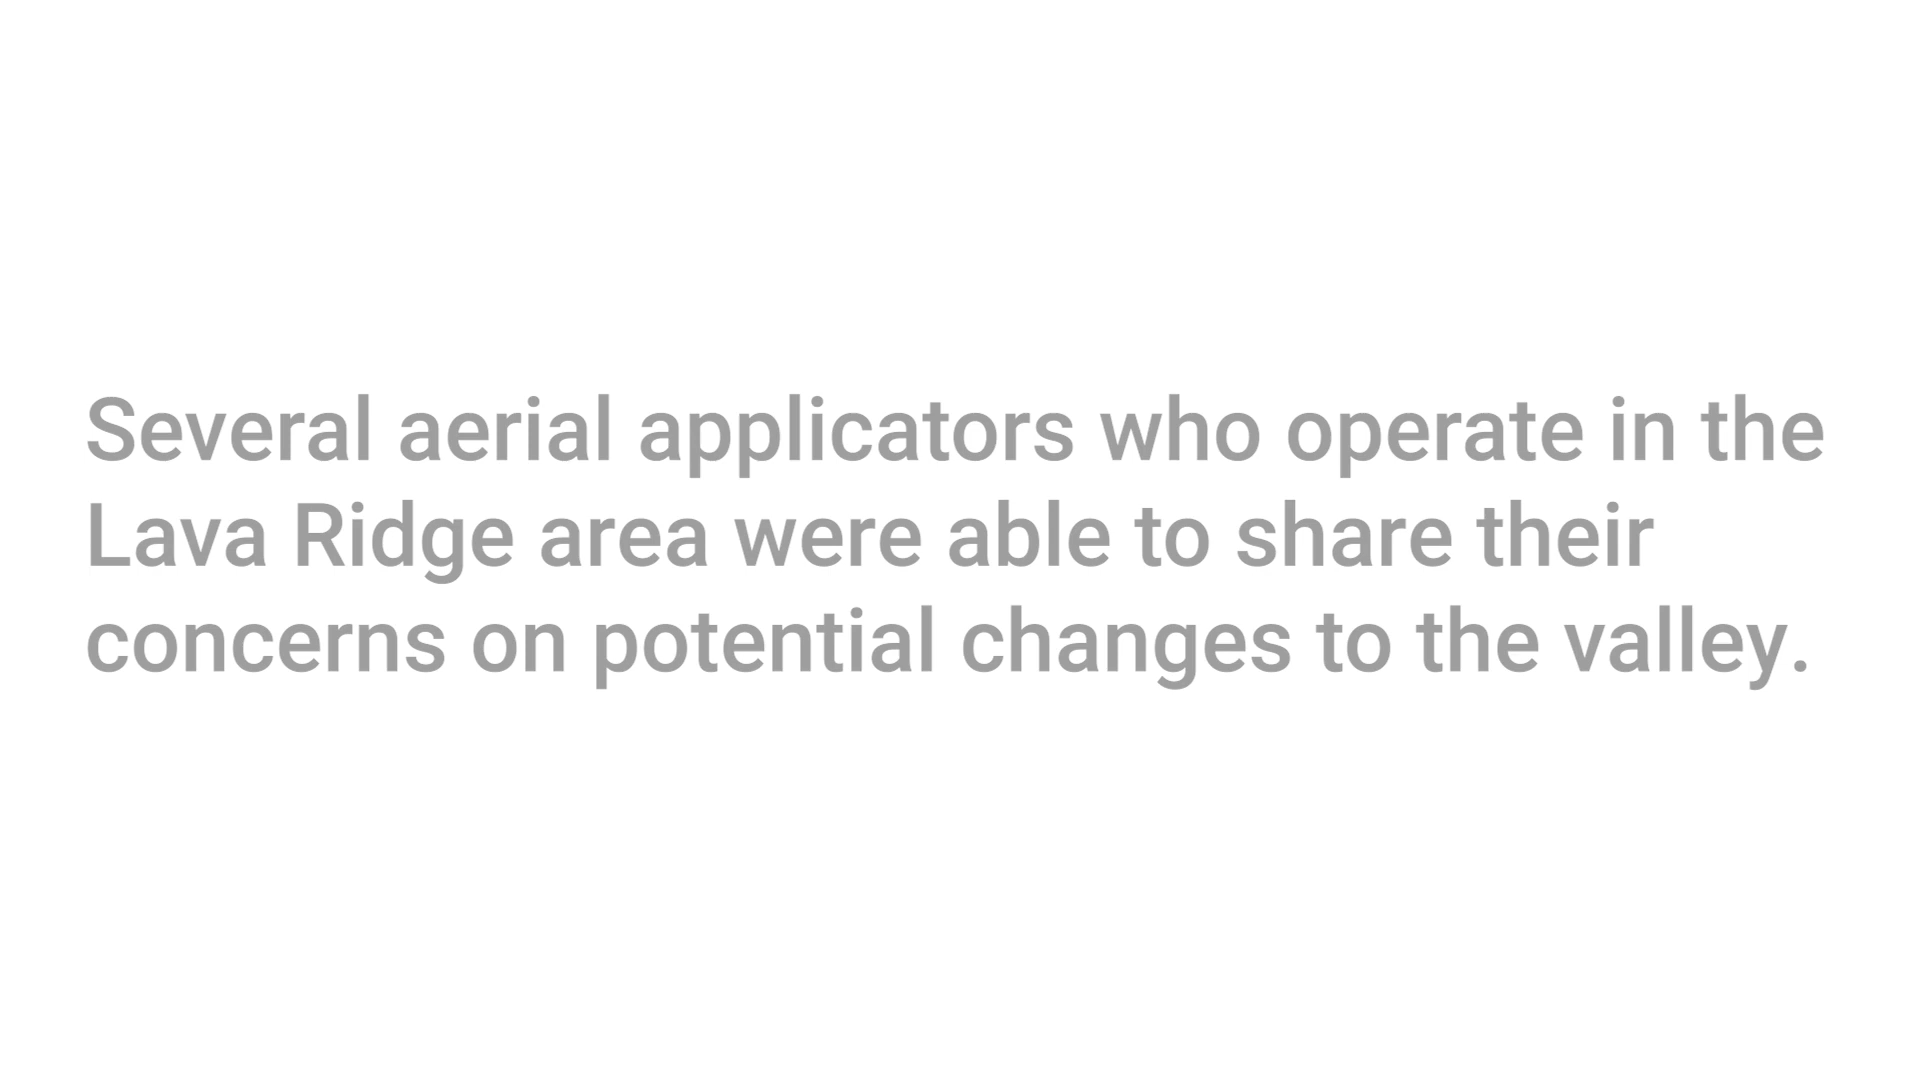 Several aerial applicators who operate in the
Lava Ridge area were able to share their
concerns on potential changes to the valley.